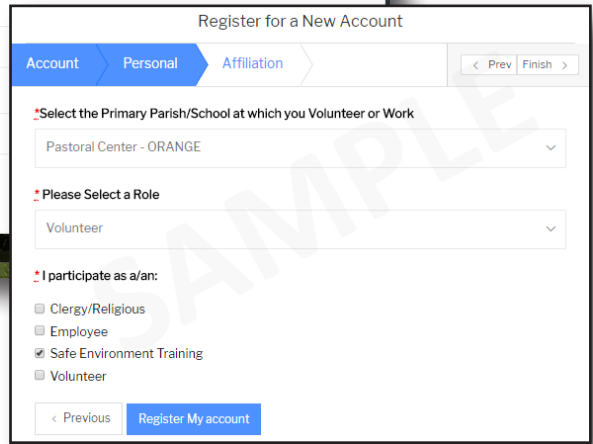 Register for a New Account
Account Personal Affiliation < Prev Finish >
*Select the Primary Parish/School at which you Volunteer or Work
Pastoral Center - ORANGE
* Please Select a Role
Volunteer
* I participate as a/an:
Clergy/Religious
Employee
Safe Environment Training
Volunteer
< Previous Register My account
SAMPLE